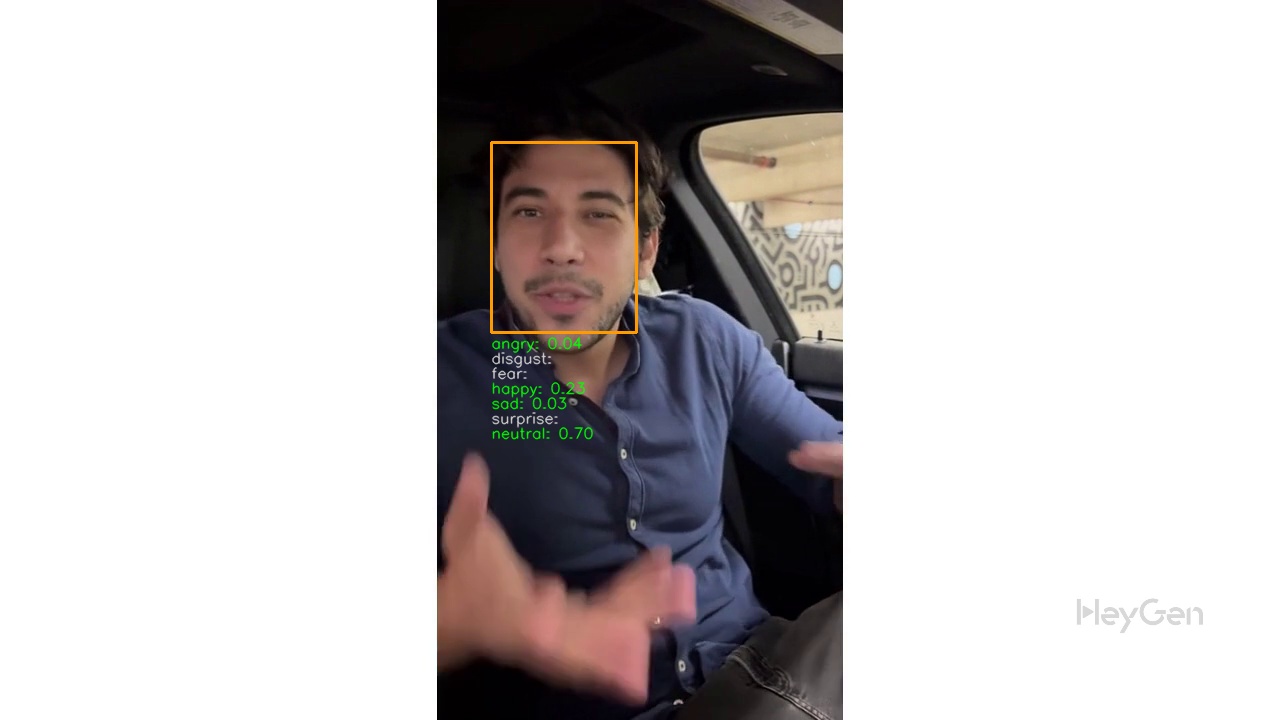 angry: 0.04
disgust:
fear:
happy: 0.23
sad: 0.03
surprise:
neutral: 0.70
HeyGen